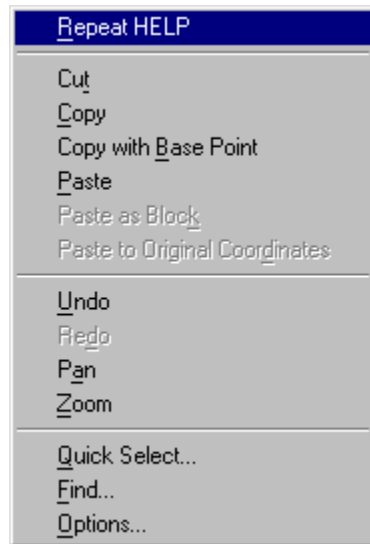 Repeat HELP
Cut
Copy
Copy with Base Point
Paste
Paste as Block
Paste to Original Coordinates
Undo
Redo
Pan
Zoom
Quick Select...
Find...
Options...